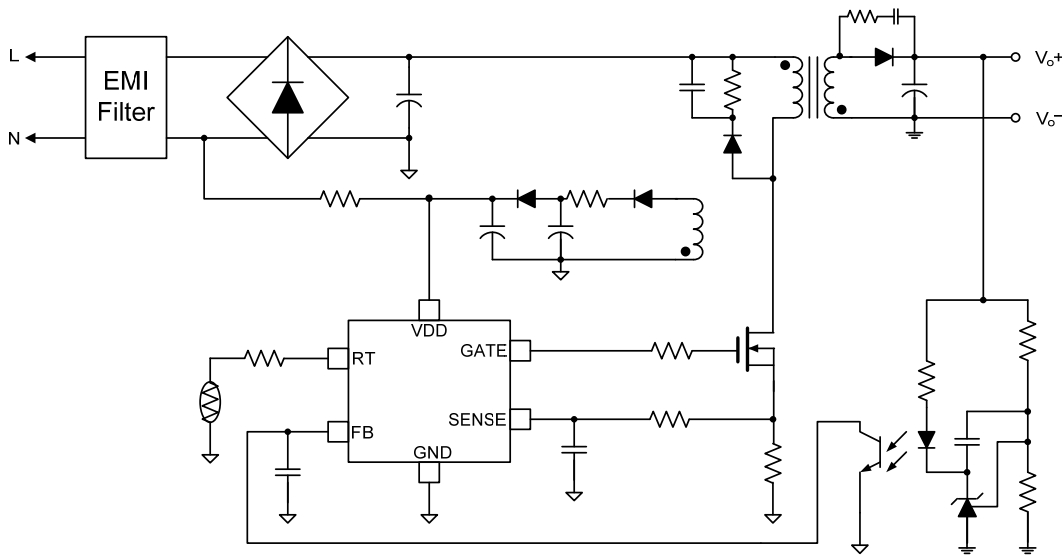 L
EMI
Filter
N
Vo+
Vo−
VDD
RT
GATE
SENSE
FB
GND